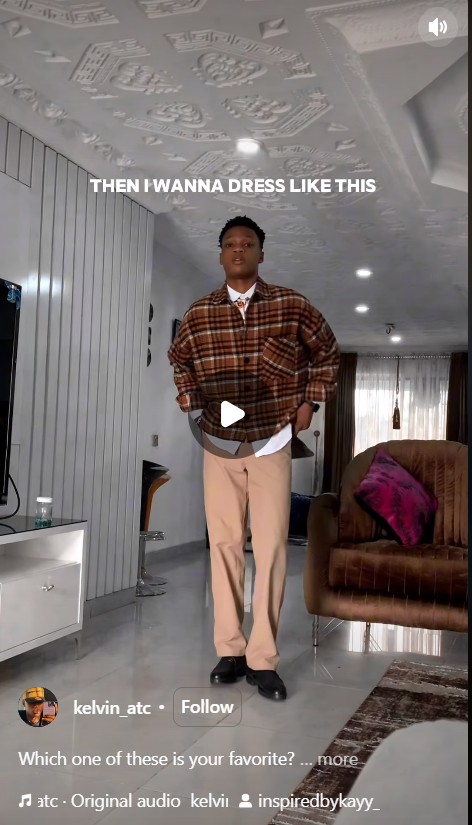 THEN I WANNA DRESS LIKE THIS
kelvin_atc • Follow
Which one of these is your favorite? ... more
atc · Original audio kelvi inspiredbykayy_